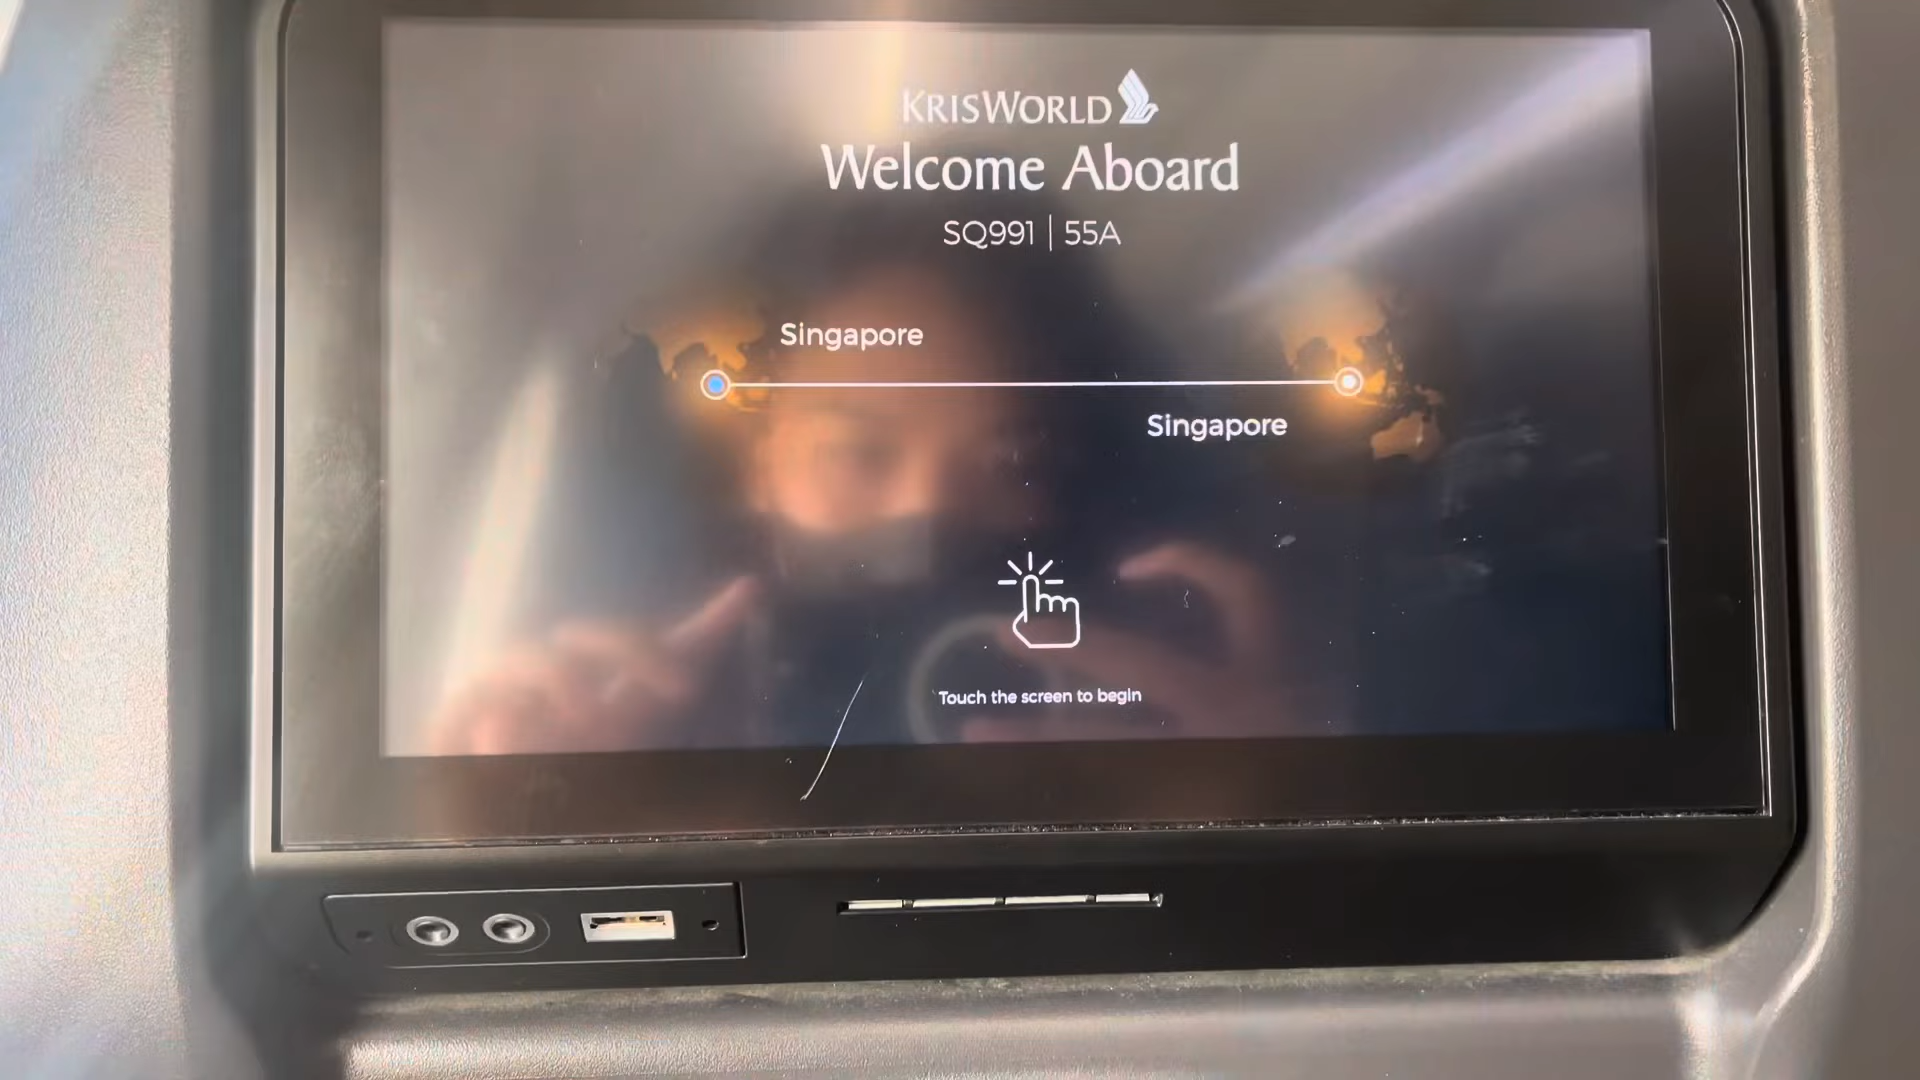 KRISWORLD
Welcome Aboard
SQ991 | 55A
Singapore
Singapore
Touch the screen to begin